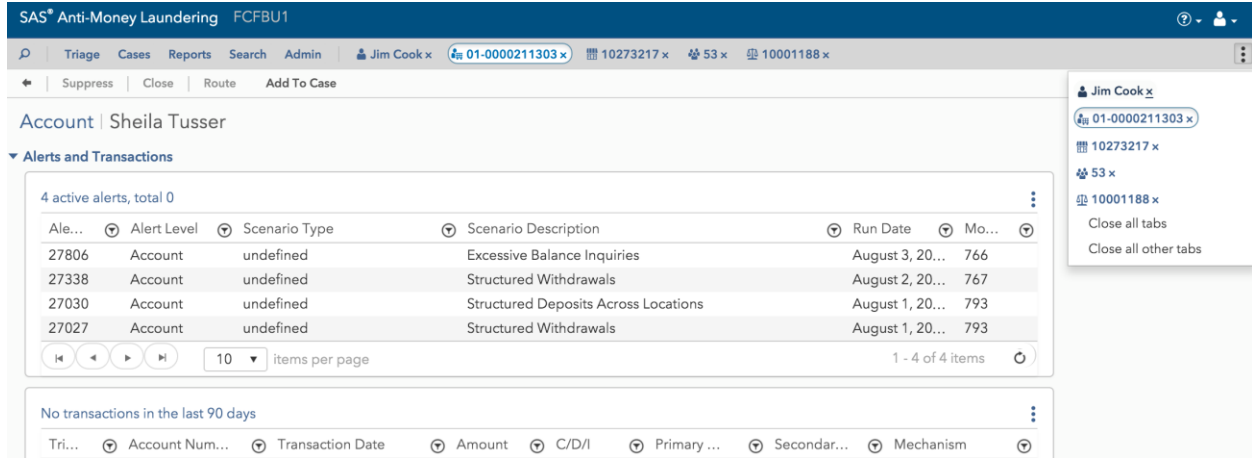 SAS® Anti-Money Laundering FCFBU1
Triage Cases Reports Search Admin Jim Cook x 01-0000211303 x 10273217 x 53 x 10001188 x
Suppress Close Route Add To Case
Account Sheila Tusser
Alerts and Transactions
4 active alerts, total 0
Ale... Alert Level Scenario Type Scenario Description Run Date Mo...
27806 Account undefined Excessive Balance Inquiries August 3, 20... 766
27338 Account undefined Structured Withdrawals August 2, 20... 767
27030 Account undefined Structured Deposits Across Locations August 1, 20... 793
27027 Account undefined Structured Withdrawals August 1, 20... 793
10 items per page 1 - 4 of 4 items
No transactions in the last 90 days
Tri... Account Num... Transaction Date Amount C/D/I Primary ... Secondar... Mechanism
Jim Cook x
01-0000211303 x
10273217 x
53 x
10001188 x
Close all tabs
Close all other tabs